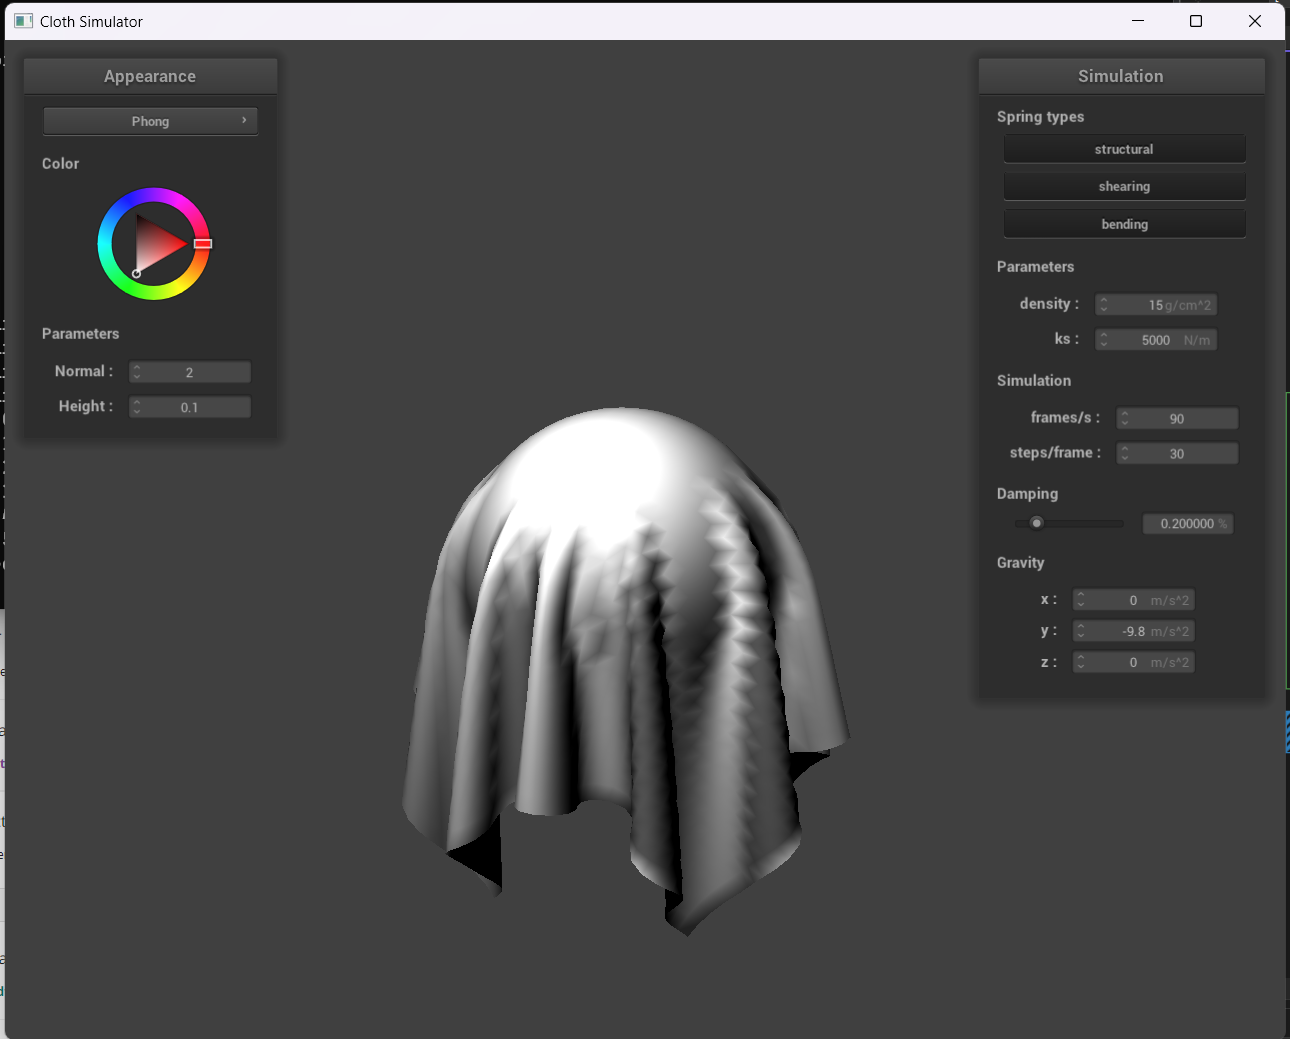 Cloth Simulator
Appearance
Phong
Color
Parameters
Normal : 2
Height : 0.1
Simulation
Spring types
structural
shearing
bending
Parameters
density : 15 g/cm^2
ks : 5000 N/m
Simulation
frames/s : 90
steps/frame : 30
Damping
0.200000 %
Gravity
x : 0 m/s^2
y : -9.8 m/s^2
z : 0 m/s^2